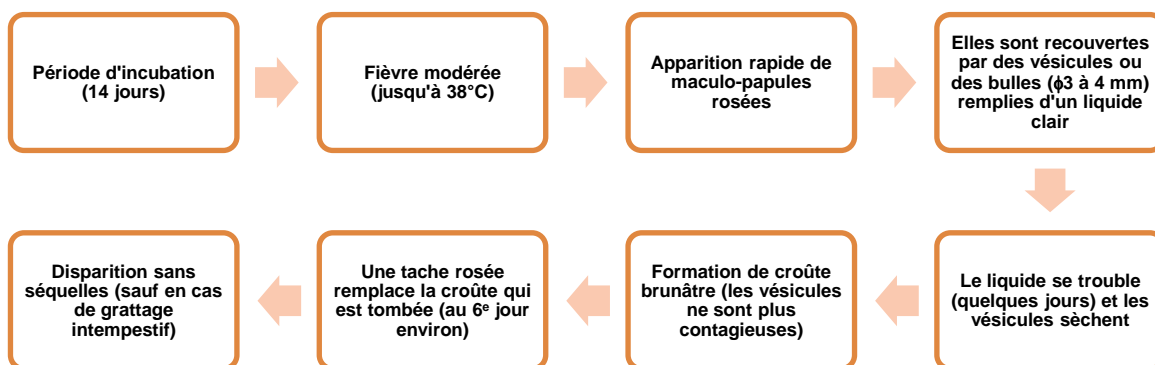 Période d'incubation
(14 jours)
Fièvre modérée
(jusqu'à 38°C)
Apparition rapide de
maculo-papules
rosées
Elles sont recouvertes
par des vésicules ou
des bulles (ϕ3 à 4 mm)
remplies d'un liquide
clair
Le liquide se trouble
(quelques jours) et les
vésicules sèchent
Formation de croûte
brunâtre (les vésicules
ne sont plus
contagieuses)
Une tache rosée
remplace la croûte qui
est tombée (au 6e jour
environ)
Disparition sans
séquelles (sauf en cas
de grattage
intempestif)